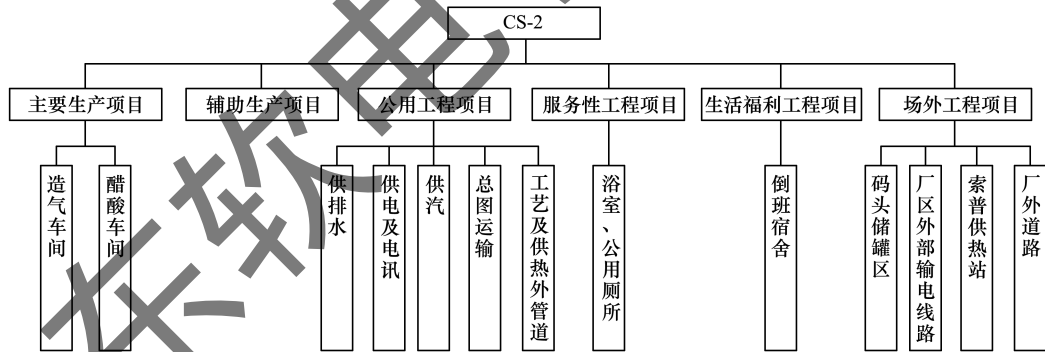 CS-2
主要生产项目
辅助生产项目
公用工程项目
服务性工程项目
生活福利工程项目
场外工程项目
造气车间
醋酸车间
供排水
供电及电讯
供汽
总图运输
工艺及供热外管道
浴室、公用厕所
倒班宿舍
码头储罐区
厂区外部输电线路
索普供热站
厂外道路
东软电